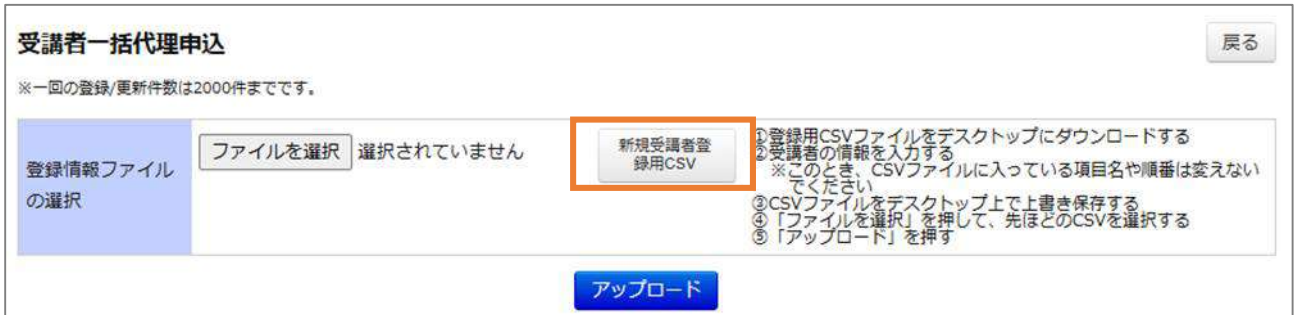 受講者一括代理申込
戻る
※一回の登録/更新件数は2000件までです。
登録情報ファイル
の選択
ファイルを選択 選択されていません
新規受講者登
録用CSV
①登録用CSVファイルをデスクトップにダウンロードする
②受講者の情報を入力する
※このとき、CSVファイルに入っている項目名や順番は変えない
でください
③CSVファイルをデスクトップ上で上書き保存する
④「ファイルを選択」を押して、先ほどのCSVを選択する
⑤「アップロード」を押す
アップロード